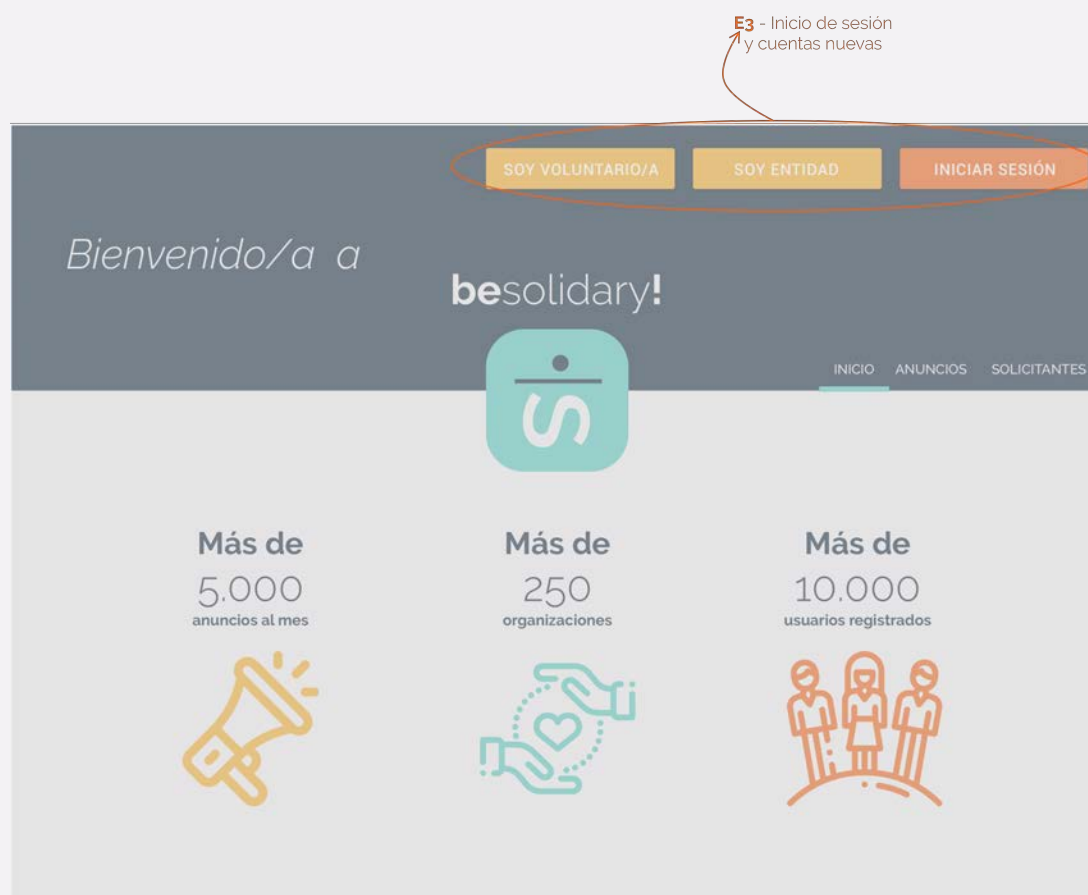 E3 - Inicio de sesión
y cuentas nuevas
SOY VOLUNTARIO/A
SOY ENTIDAD
INICIAR SESIÓN
Bienvenido/a a
besolidary!
INICIO
ANUNCIOS
SOLICITANTES
si
Más de
5.000
anuncios al mes
Más de
250
organizaciones
Más de
10.000
usuarios registrados